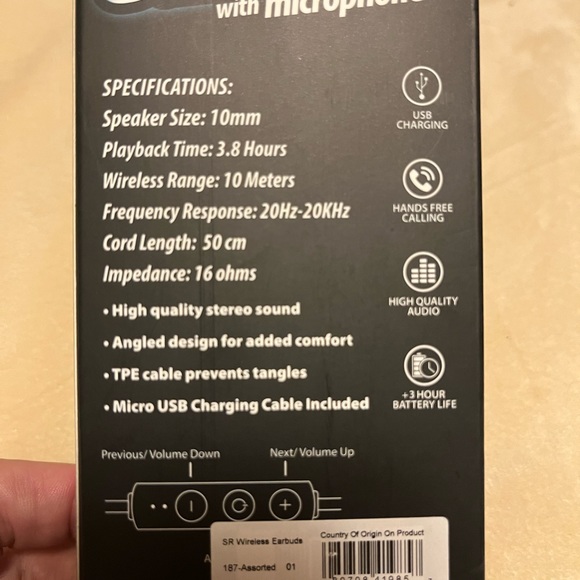 with microphone
SPECIFICATIONS:
Speaker Size: 10mm
Playback Time: 3.8 Hours
Wireless Range: 10 Meters
Frequency Response: 20Hz-20KHz
Cord Length: 50 cm
Impedance: 16 ohms
• High quality stereo sound
• Angled design for added comfort
• TPE cable prevents tangles
• Micro USB Charging Cable Included
USB
CHARGING
HANDS FREE
CALLING
HIGH QUALITY
AUDIO
+3 HOUR
BATTERY LIFE
Previous/Volume Down
Next/Volume Up
SR Wireless Earbuds
187-Assorted 01
Country Of Origin On Product